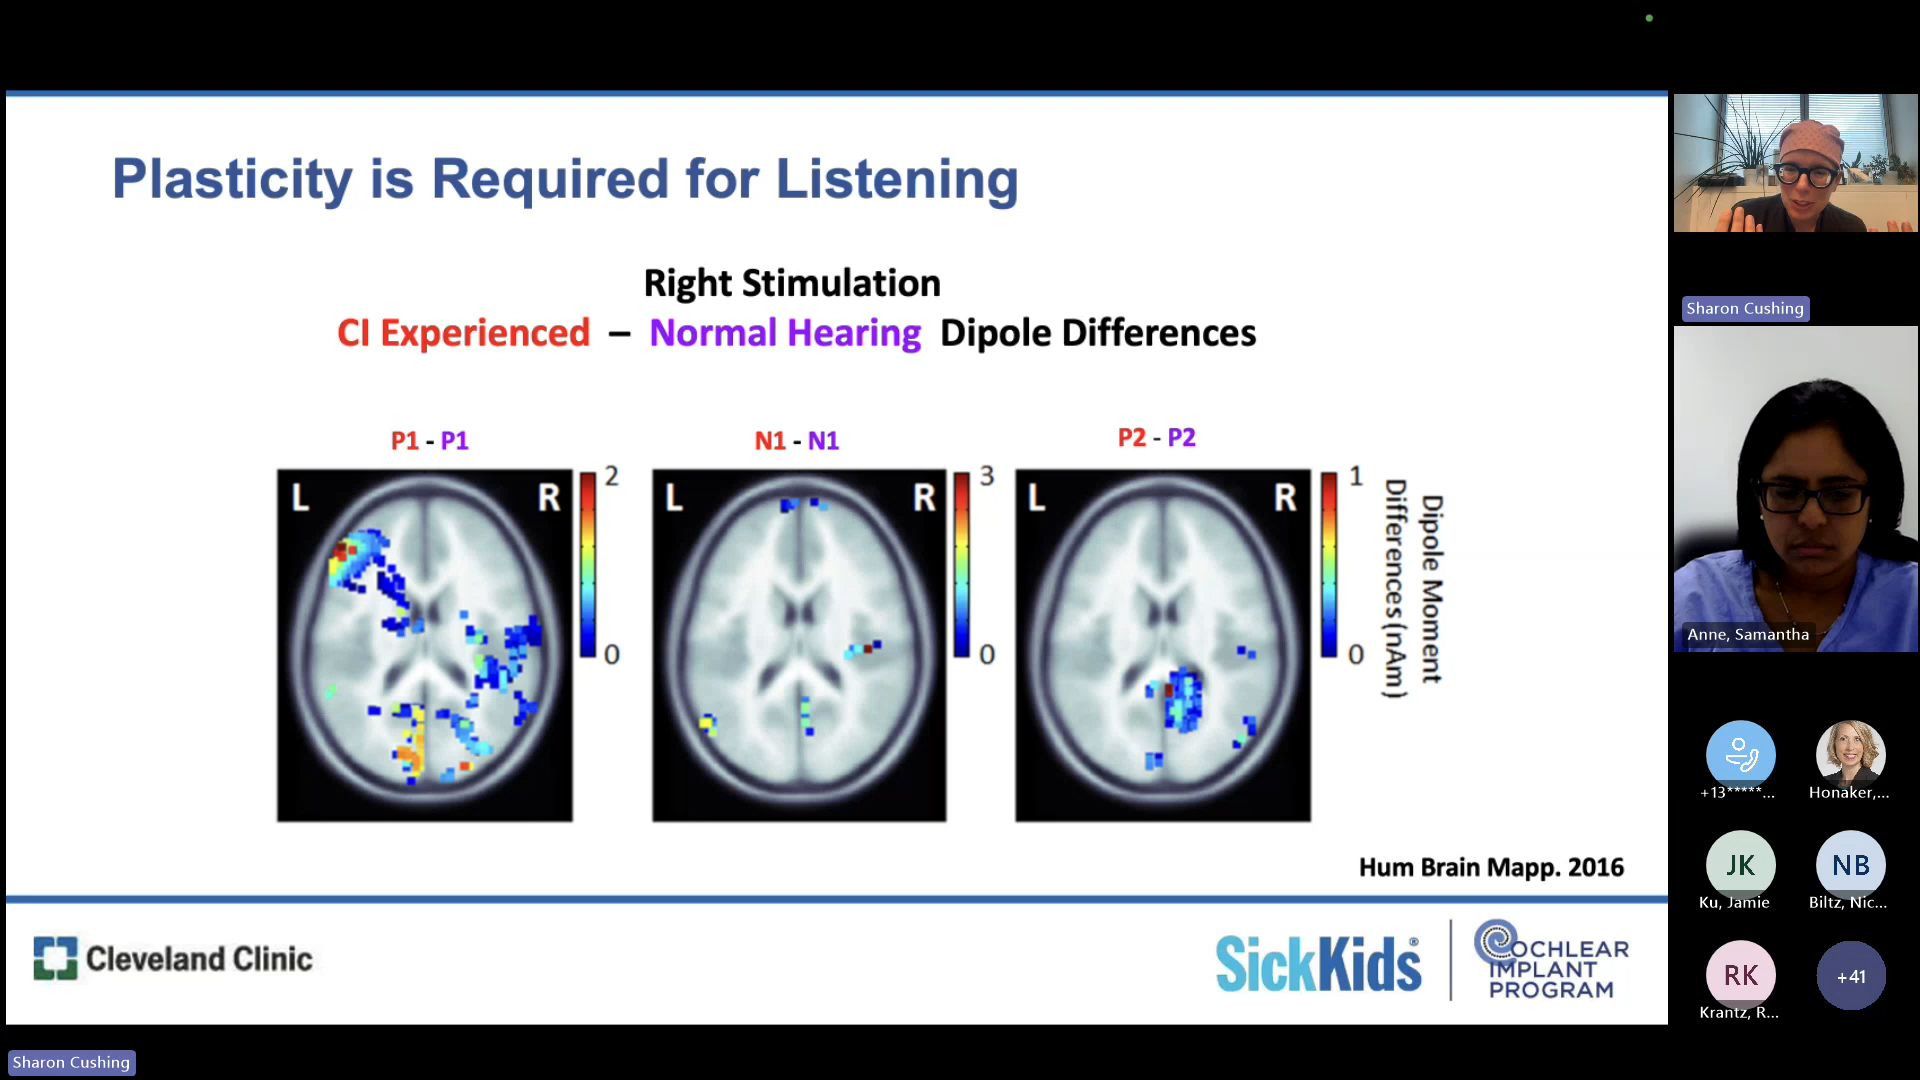 Plasticity is Required for Listening
Right Stimulation
CI Experienced – Normal Hearing Dipole Differences
P1 - P1
N1 - N1
P2 - P2
L
R
2
0
L
R
3
0
L
R
1
0
Dipole Moment
Differences (nAm)
Hum Brain Mapp. 2016
Cleveland Clinic
SickKids®
COCHLEAR
IMPLANT
PROGRAM
Sharon Cushing
Sharon Cushing
Anne, Samantha
+13*****...
Honaker,...
JK
Ku, Jamie
NB
Biltz, Nic...
RK
Krantz, R...
+41